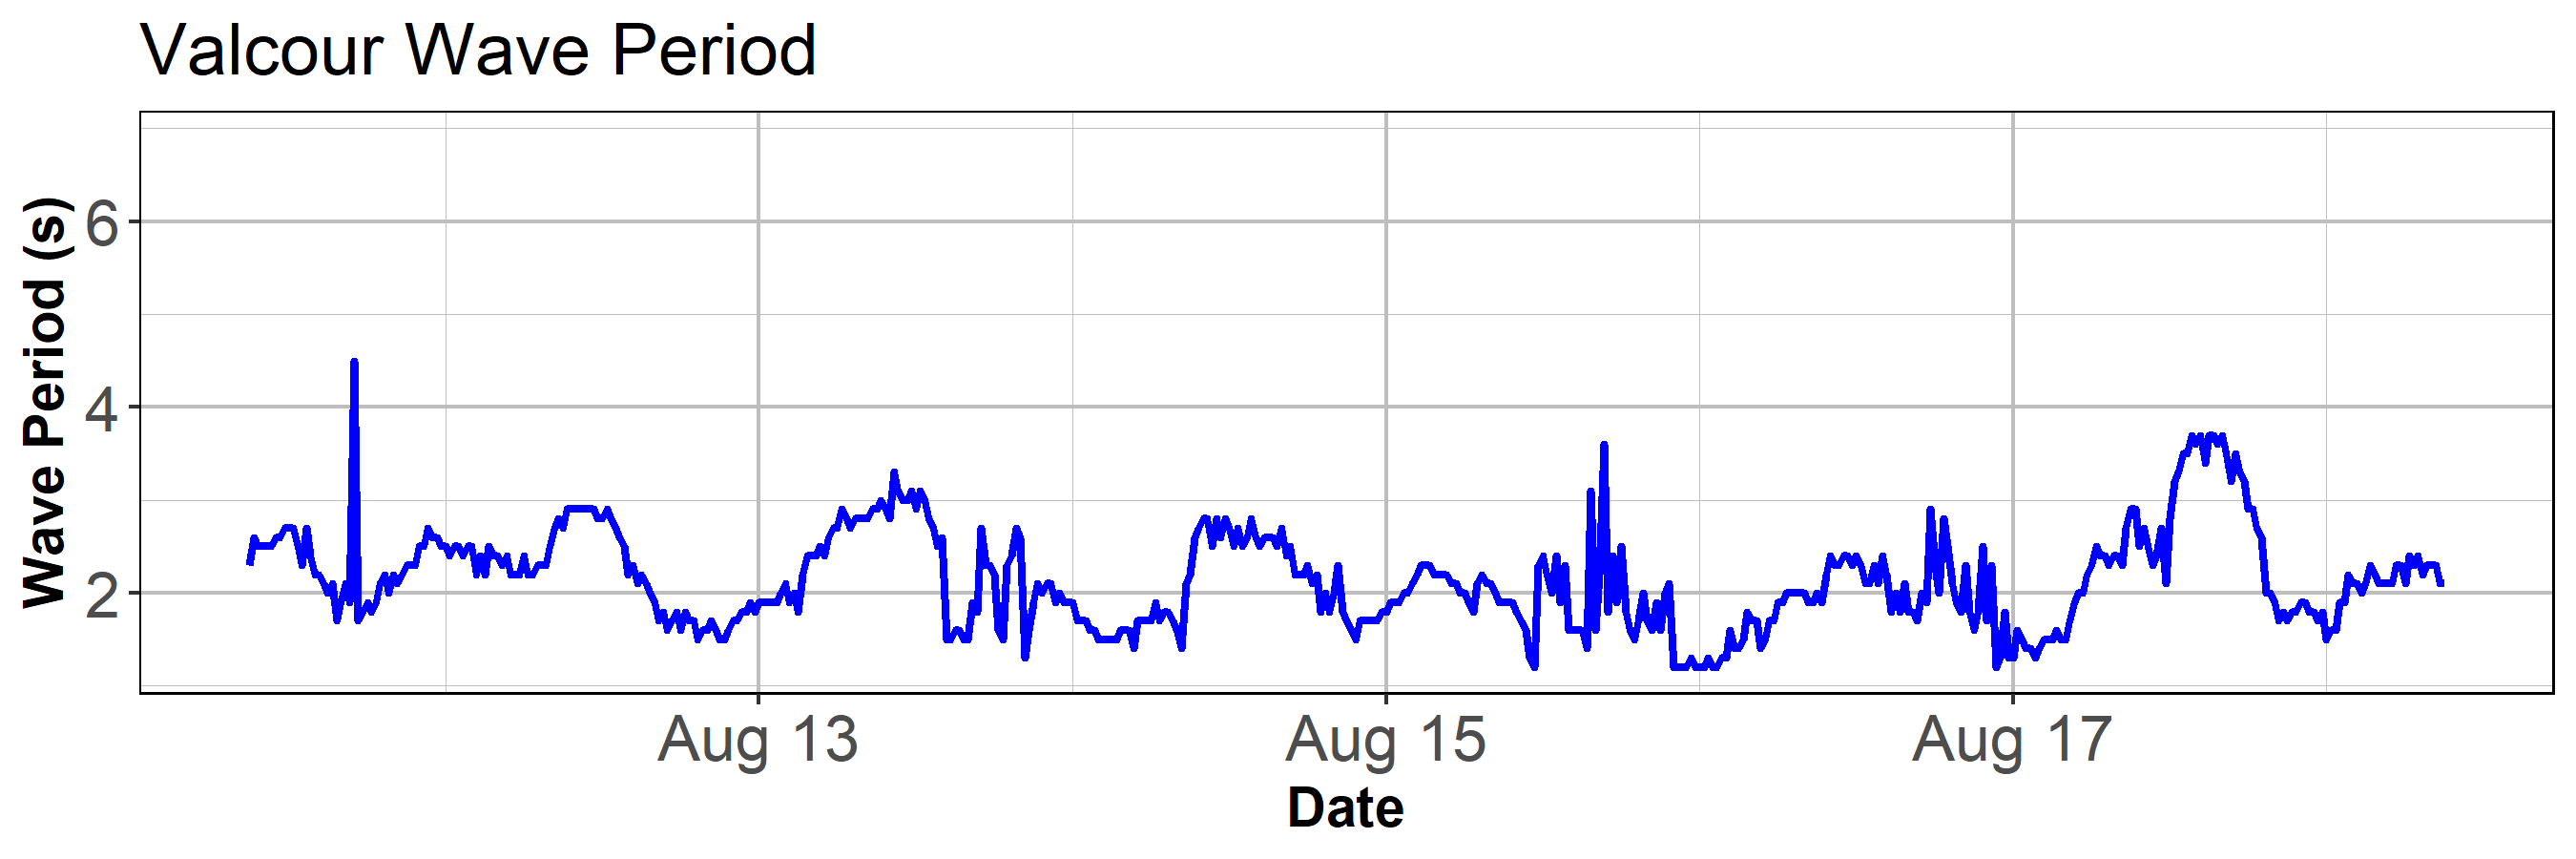 Valcour Wave Period
Wave Period (s)
6
4
2
Aug 13
Aug 15
Aug 17
Date